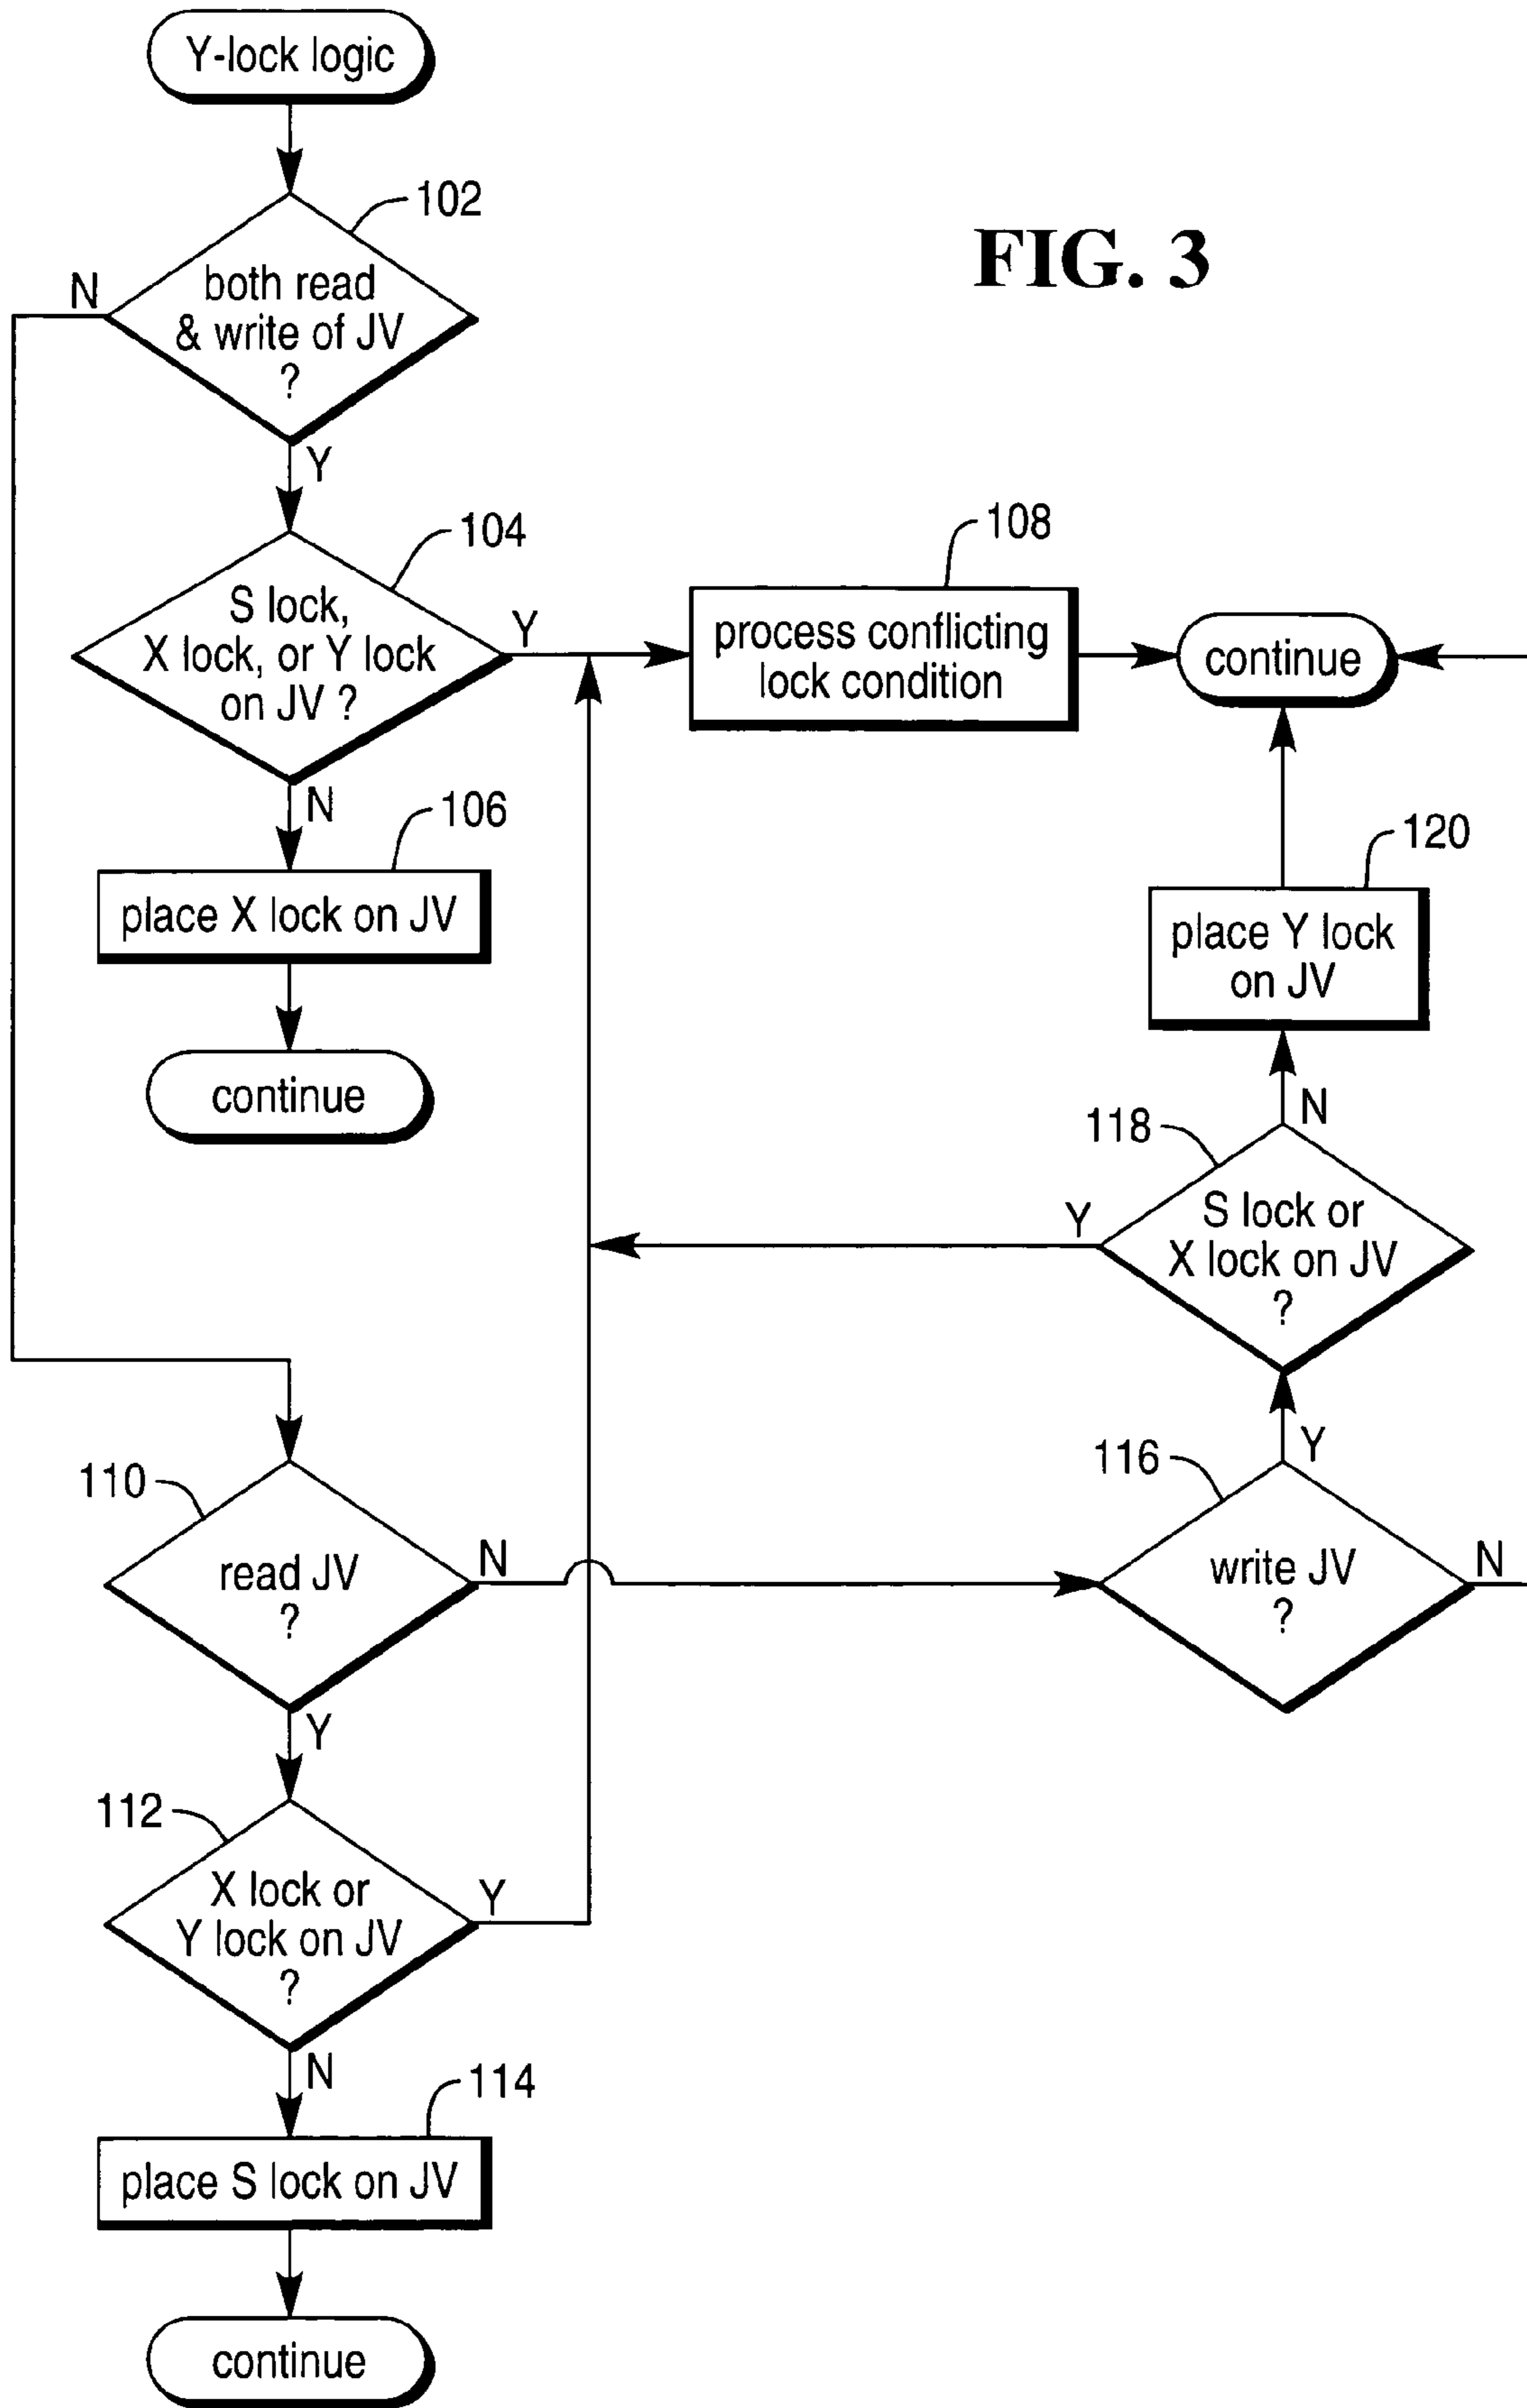 Y-lock logic
102
FIG. 3
N
both read
& write of JV
?
Y
104
S lock,
X lock, or Y lock
on JV ?
Y
108
process conflicting
lock condition
continue
N
106
place X lock on JV
continue
120
place Y lock
on JV
N
118
Y
S lock or
X lock on JV
?
Y
110
read JV
?
N
116
write JV
?
N
Y
112
X lock or
Y lock on JV
?
Y
N
114
place S lock on JV
continue